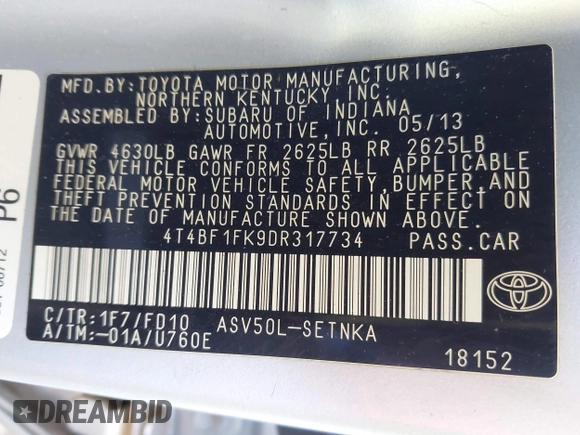 MFD.BY:TOYOTA MOTOR MANUFACTURING,
NORTHERN KENTUCKY, INC.
ASSEMBLED BY:SUBARU OF INDIANA
AUTOMOTIVE,INC. 05/13
GVWR 4630LB GAWR FR 2625LB RR 2625LB
THIS VEHICLE CONFORMS TO ALL APPLICABLE
FEDERAL MOTOR VEHICLE SAFETY,BUMPER,AND
THEFT PREVENTION STANDARDS IN EFFECT ON
THE DATE OF MANUFACTURE SHOWN ABOVE.
4T4BF1FK9DR317734 PASS.CAR
C/TR:1F7/FD10 ASV50L-SETNKA
A/TM:-01A/U760E
18152
P6
DREAMBID